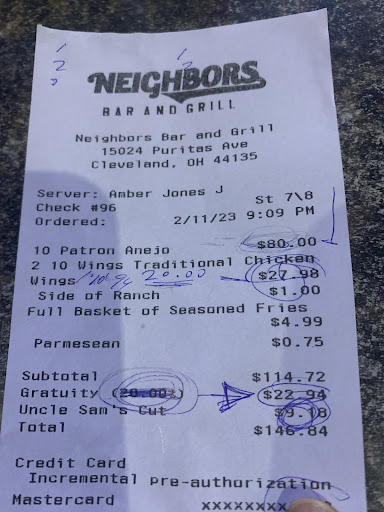 1
2
NEIGHBORS
BAR AND GRILL
Neighbors Bar and Grill
15024 Puritas Ave
Cleveland, OH 44135
Server: Amber Jones J St 7\8
Check #96
Ordered: 2/11/23 9:09 PM
10 Patron Anejo $80.00
2 10 Wings Traditional Chicken
Wings 20.00 $27.98
Side of Ranch $1.00
Full Basket of Seasoned Fries
$4.99
Parmesean $0.75
Subtotal $114.72
Gratuity (20.00%) $22.94
Uncle Sam's Cut $9.18
Total $146.84
Credit Card
Incremental pre-authorization
Mastercard xxxxxxxx